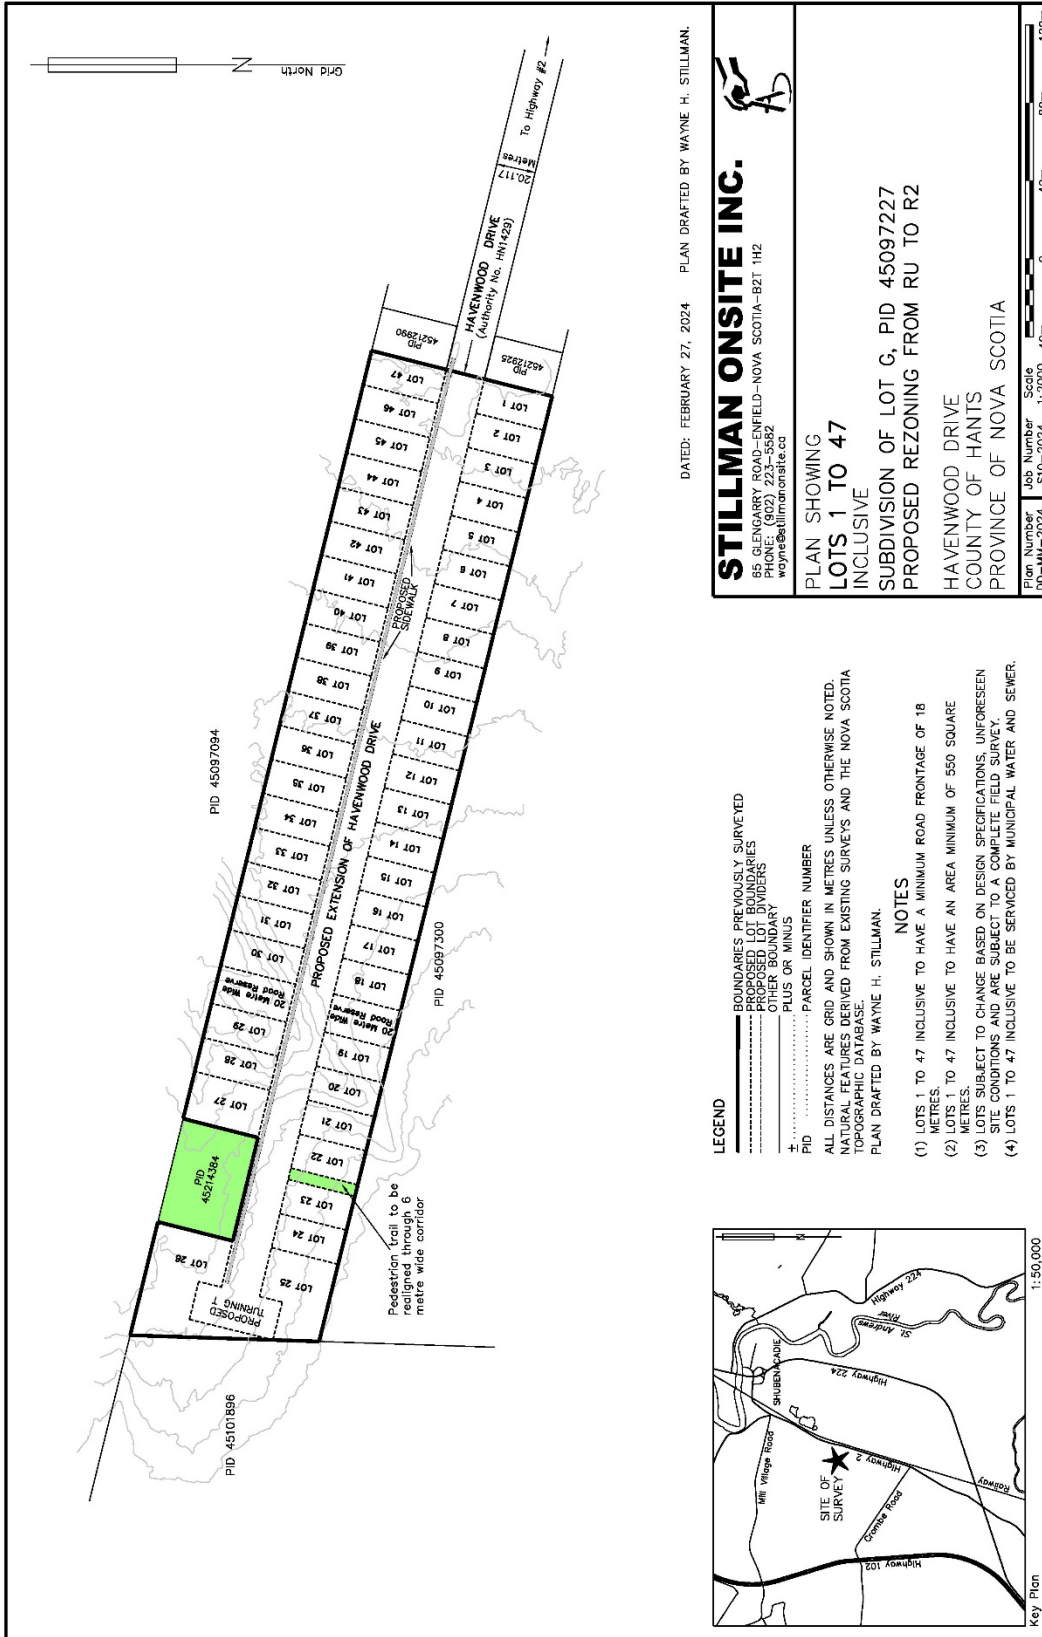 Grid North
N
PID 45101896
PID 45097094
PID 45097300
PID
45214384
PID
45212990
PID
45212925
HAVENWOOD DRIVE
(Authority No. HN1429)
20.117
Metres
To Highway #2
PROPOSED EXTENSION OF HAVENWOOD DRIVE
PROPOSED
SIDEWALK
PROPOSED
TURNING
T
Pedestrian trail to be
realigned through 6
metre wide corridor
LOT 26
LOT 27
LOT 28
LOT 29
20 Metre Wide
Road Reserve
LOT 30
LOT 31
LOT 32
LOT 33
LOT 34
LOT 35
LOT 36
LOT 37
LOT 38
LOT 39
LOT 40
LOT 41
LOT 42
LOT 43
LOT 44
LOT 45
LOT 46
LOT 47
LOT 25
LOT 24
LOT 23
LOT 22
LOT 21
LOT 20
LOT 19
20 Metre Wide
Road Reserve
LOT 18
LOT 17
LOT 16
LOT 15
LOT 14
LOT 13
LOT 12
LOT 11
LOT 10
LOT 9
LOT 8
LOT 7
LOT 6
LOT 5
LOT 4
LOT 3
LOT 2
LOT 1
DATED: FEBRUARY 27, 2024 PLAN DRAFTED BY WAYNE H. STILLMAN.
Key Plan
1:50,000
Highway 102
Mill Village Road
Crombe Road
SITE OF
SURVEY
Highway 2
Railway
SHUBENACADIE
Highway 224
St. Andrews
River
Highway 224
N
LEGEND
BOUNDARIES PREVIOUSLY SURVEYED
PROPOSED LOT BOUNDARIES
PROPOSED LOT DIVIDERS
OTHER BOUNDARY
± PLUS OR MINUS
PID PARCEL IDENTIFIER NUMBER
ALL DISTANCES ARE GRID AND SHOWN IN METRES UNLESS OTHERWISE NOTED.
NATURAL FEATURES DERIVED FROM EXISTING SURVEYS AND THE NOVA SCOTIA
TOPOGRAPHIC DATABASE.
PLAN DRAFTED BY WAYNE H. STILLMAN.
NOTES
(1) LOTS 1 TO 47 INCLUSIVE TO HAVE A MINIMUM ROAD FRONTAGE OF 18
METRES.
(2) LOTS 1 TO 47 INCLUSIVE TO HAVE AN AREA MINIMUM OF 550 SQUARE
METRES.
(3) LOTS SUBJECT TO CHANGE BASED ON DESIGN SPECIFICATIONS, UNFORESEEN
SITE CONDITIONS AND ARE SUBJECT TO A COMPLETE FIELD SURVEY.
(4) LOTS 1 TO 47 INCLUSIVE TO BE SERVICED BY MUNICIPAL WATER AND SEWER.
STILLMAN ONSITE INC.
65 GLENGARRY ROAD-ENFIELD-NOVA SCOTIA-B2T 1H2
PHONE: (902) 223-5582
wayne@stillmanonsite.ca
PLAN SHOWING
LOTS 1 TO 47
INCLUSIVE
SUBDIVISION OF LOT G, PID 45097227
PROPOSED REZONING FROM RU TO R2
HAVENWOOD DRIVE
COUNTY OF HANTS
PROVINCE OF NOVA SCOTIA
Plan Number
Job Number
Scale